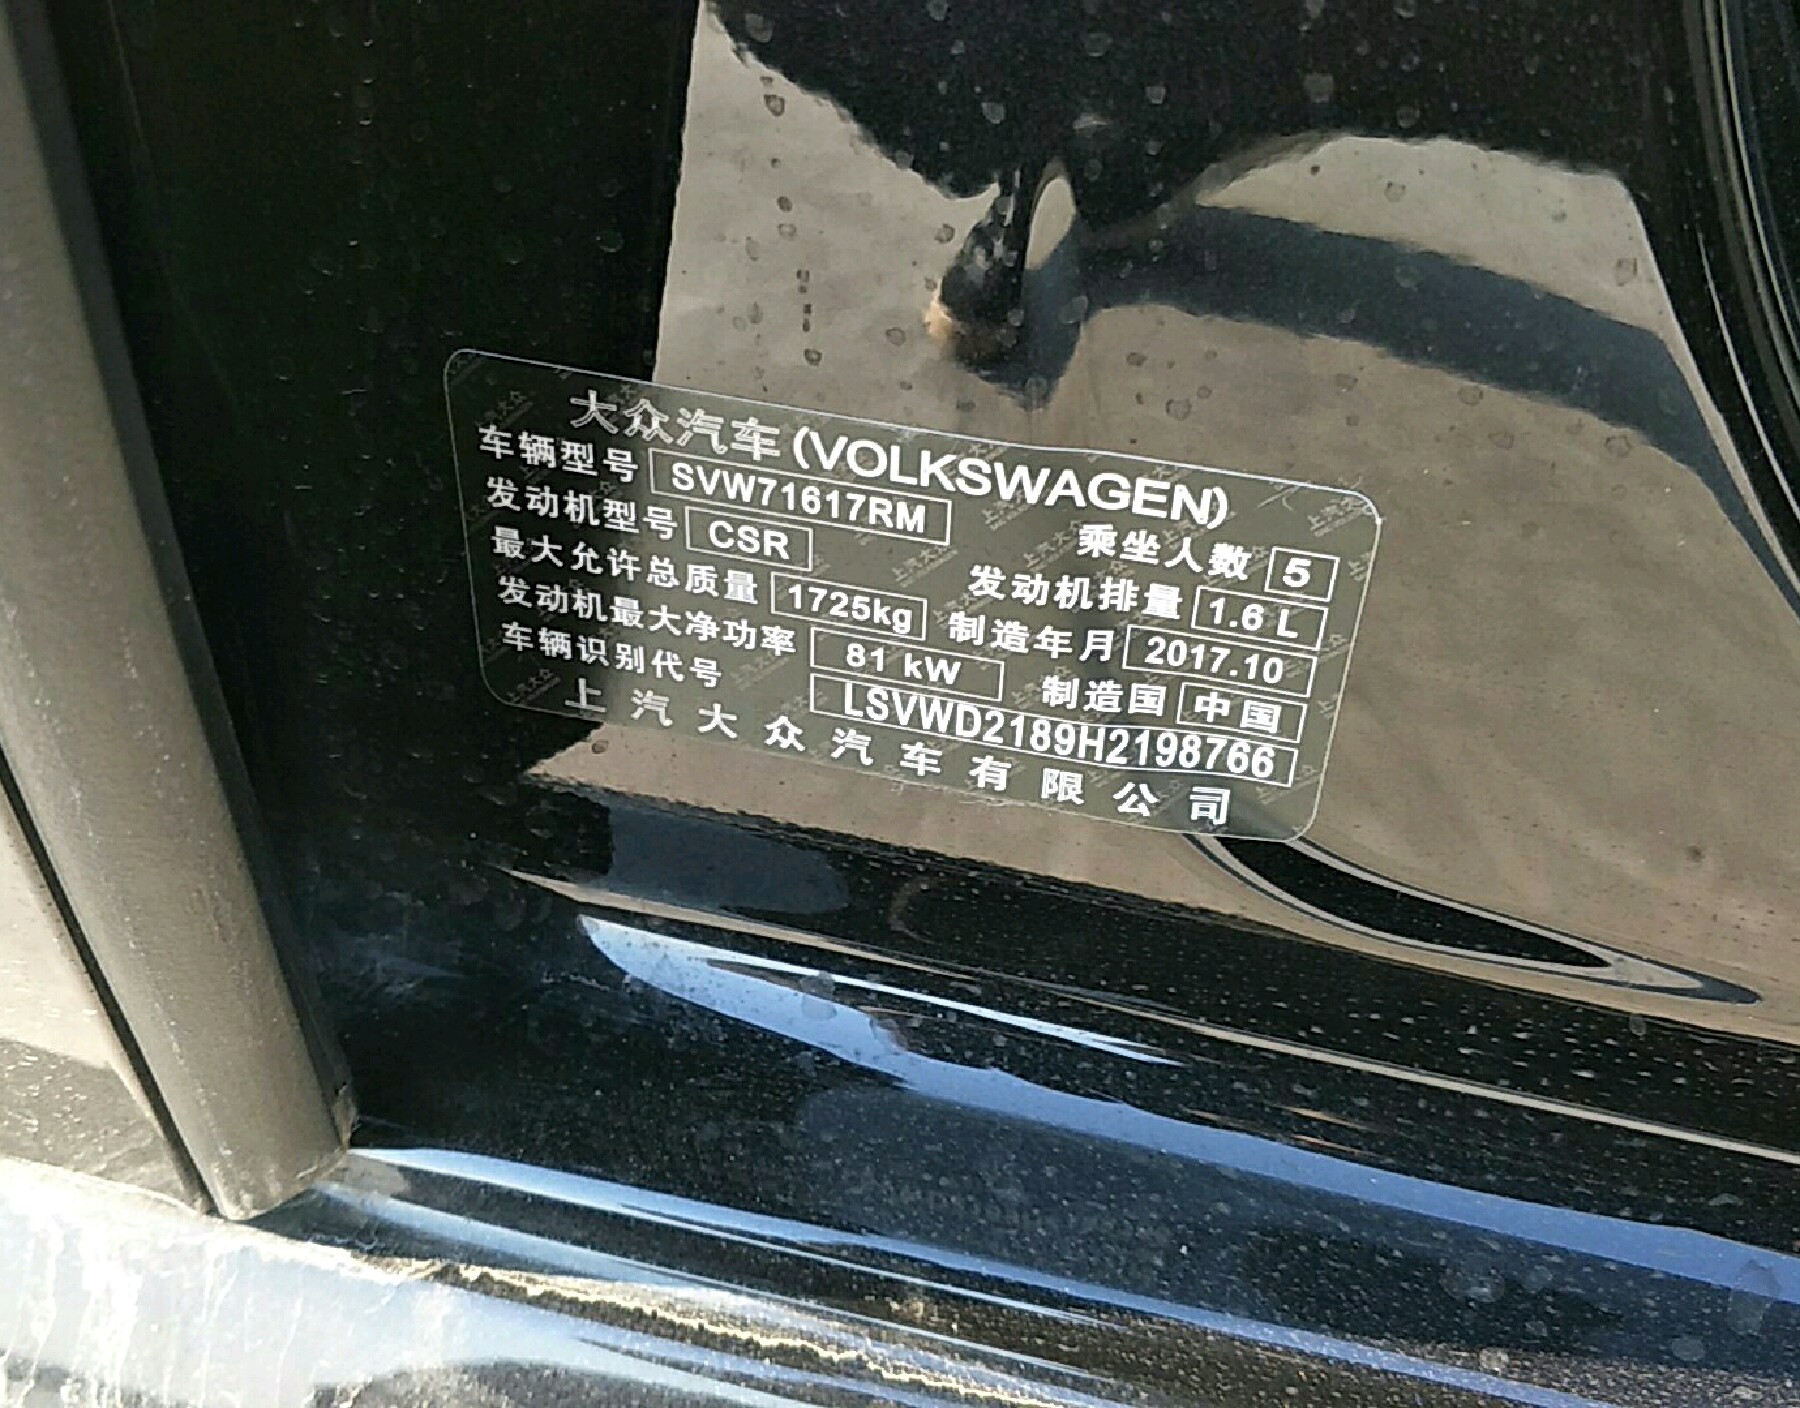 大众汽车(VOLKSWAGEN)
车辆型号 SVW71617RM 乘坐人数 5
发动机型号 CSR 发动机排量 1.6 L
最大允许总质量 1725kg 制造年月 2017.10
发动机最大净功率 81 kW 制造国 中国
车辆识别代号 LSVWD2189H2198766
上汽大众汽车有限公司